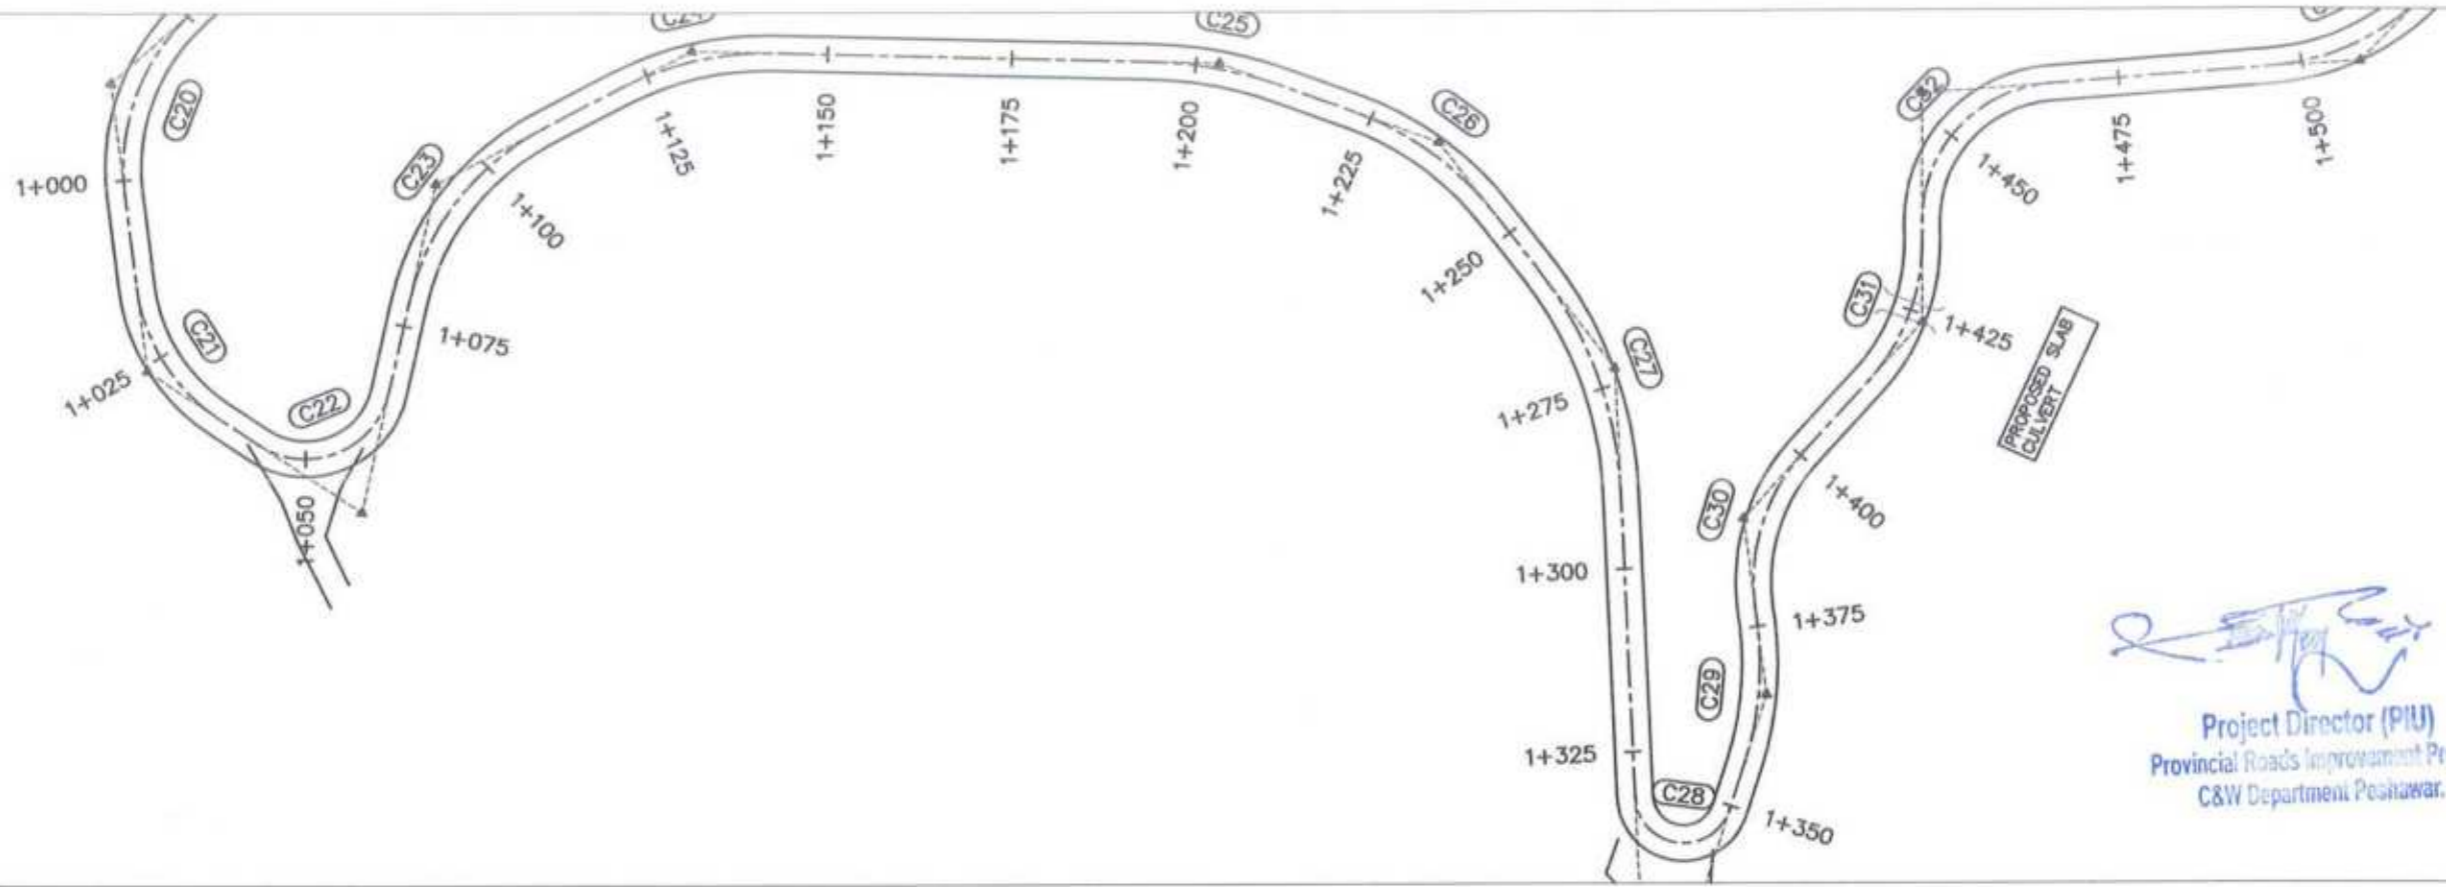 C24
C25
C20
C23
C26
C32
1+000
1+125
1+150
1+175
1+200
1+225
1+450
1+475
1+500
1+100
C21
1+025
C22
1+075
1+250
C27
C31
1+425
PROPOSED SLAB
CULVERT
1+050
1+275
C30
1+400
1+300
1+375
C29
1+325
C28
1+350
Project Director (PIU)
Provincial Roads Improvement
C&W Department Peshawar.